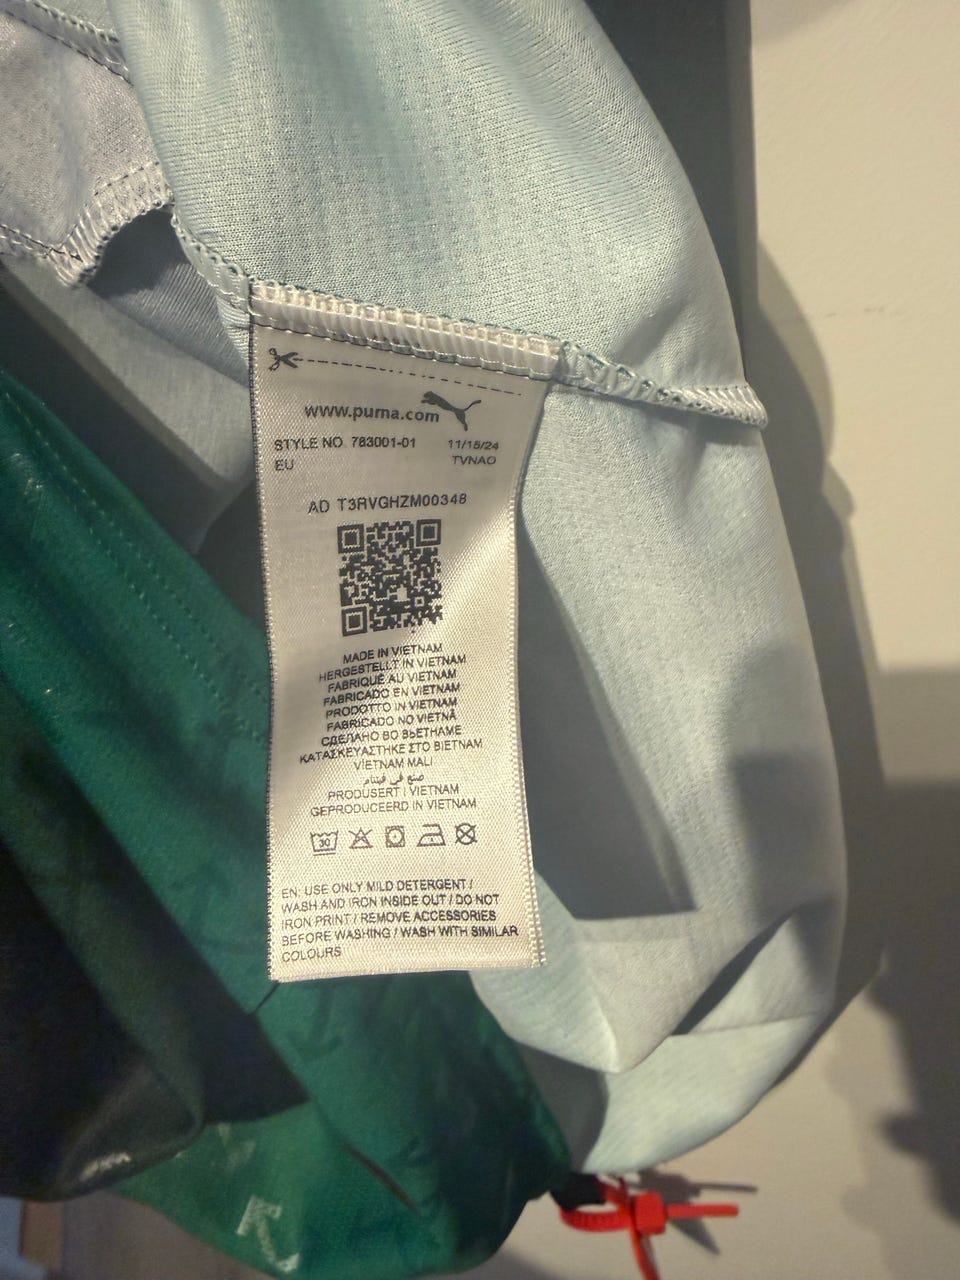 www.puma.com
STYLE NO. 783001-01 11/15/24
EU TVNAO
AD T3RVGHZM00348
MADE IN VIETNAM
HERGESTELLT IN VIETNAM
FABRIQUÉ AU VIETNAM
FABRICADO EN VIETNAM
PRODOTTO IN VIETNAM
FABRICADO NO VIETNÃ
СДЕЛАНО ВО ВЬЕТНАМЕ
ΚΑΤΑΣΚΕΥΑΣΤΗΚΕ ΣΤΟ ΒΙΕΤΝΑΜ
VIETNAM MALI
صنع في فيتنام
PRODUSERT I VIETNAM
GEPRODUCEERD IN VIETNAM
30
EN: USE ONLY MILD DETERGENT /
WASH AND IRON INSIDE OUT / DO NOT
IRON PRINT / REMOVE ACCESSORIES
BEFORE WASHING / WASH WITH SIMILAR
COLOURS